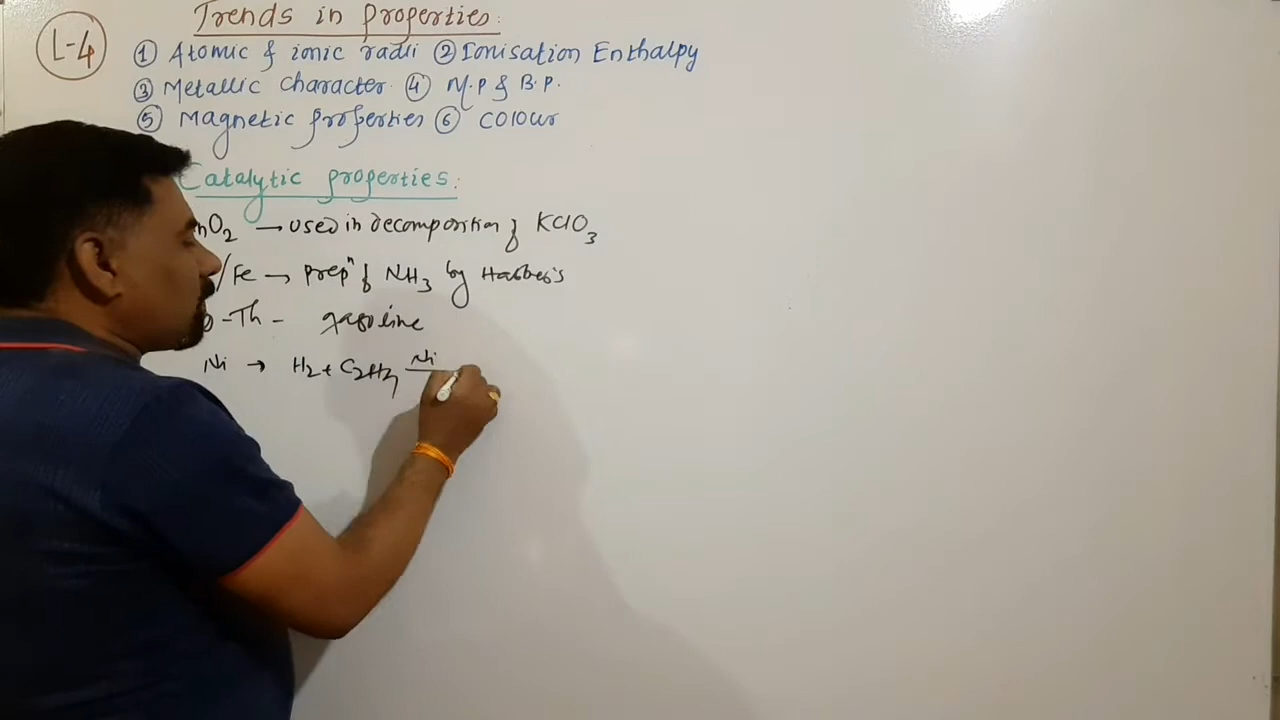 L-4
Trends in properties:
① Atomic & ionic radii ② Ionisation Enthalpy
③ Metallic character. ④ M.P & B.P.
⑤ Magnetic properties ⑥ Colour
Catalytic properties:
nO₂ → used in decomposition of KClO₃
/Fe → prepⁿ of NH₃ by Haber's
-Th - gasoline
Ni → H₂ + C₂H₄ Ni